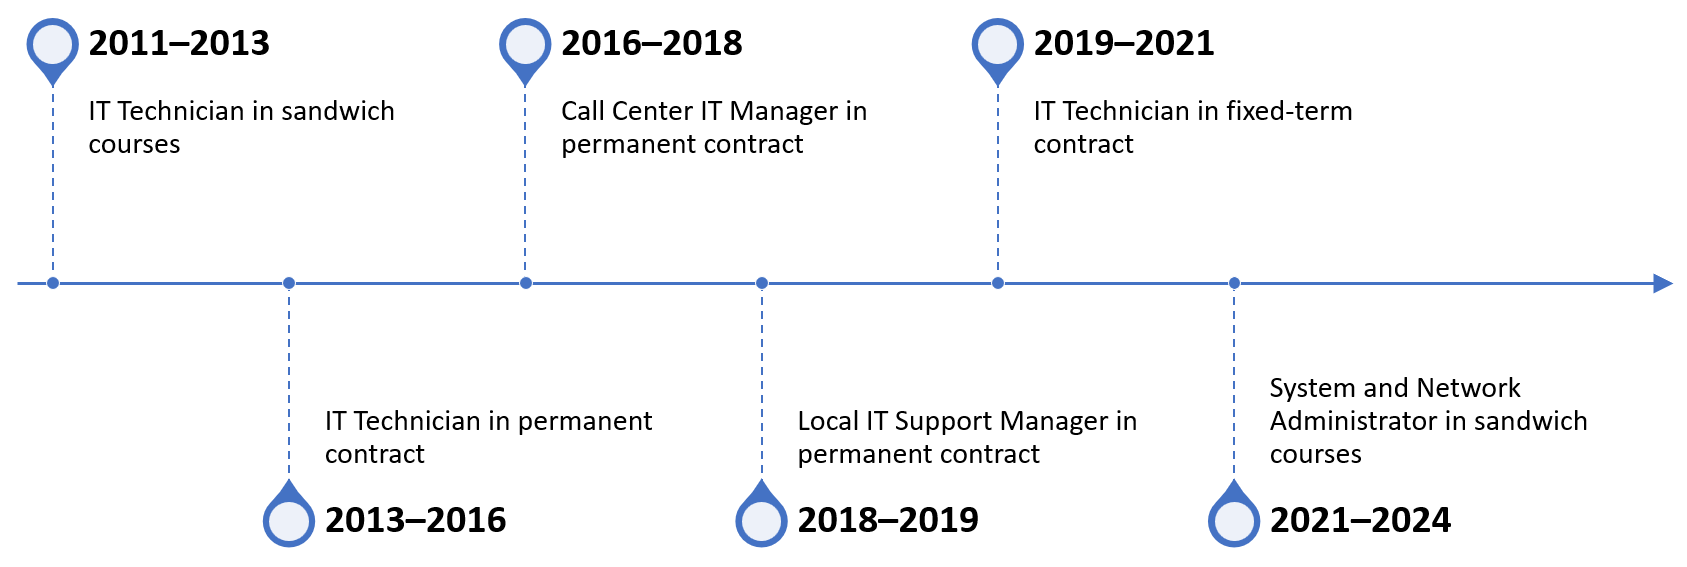 2011–2013
IT Technician in sandwich
courses
IT Technician in permanent
contract
2013–2016
2016–2018
Call Center IT Manager in
permanent contract
Local IT Support Manager in
permanent contract
2018–2019
2019–2021
IT Technician in fixed-term
contract
System and Network
Administrator in sandwich
courses
2021–2024